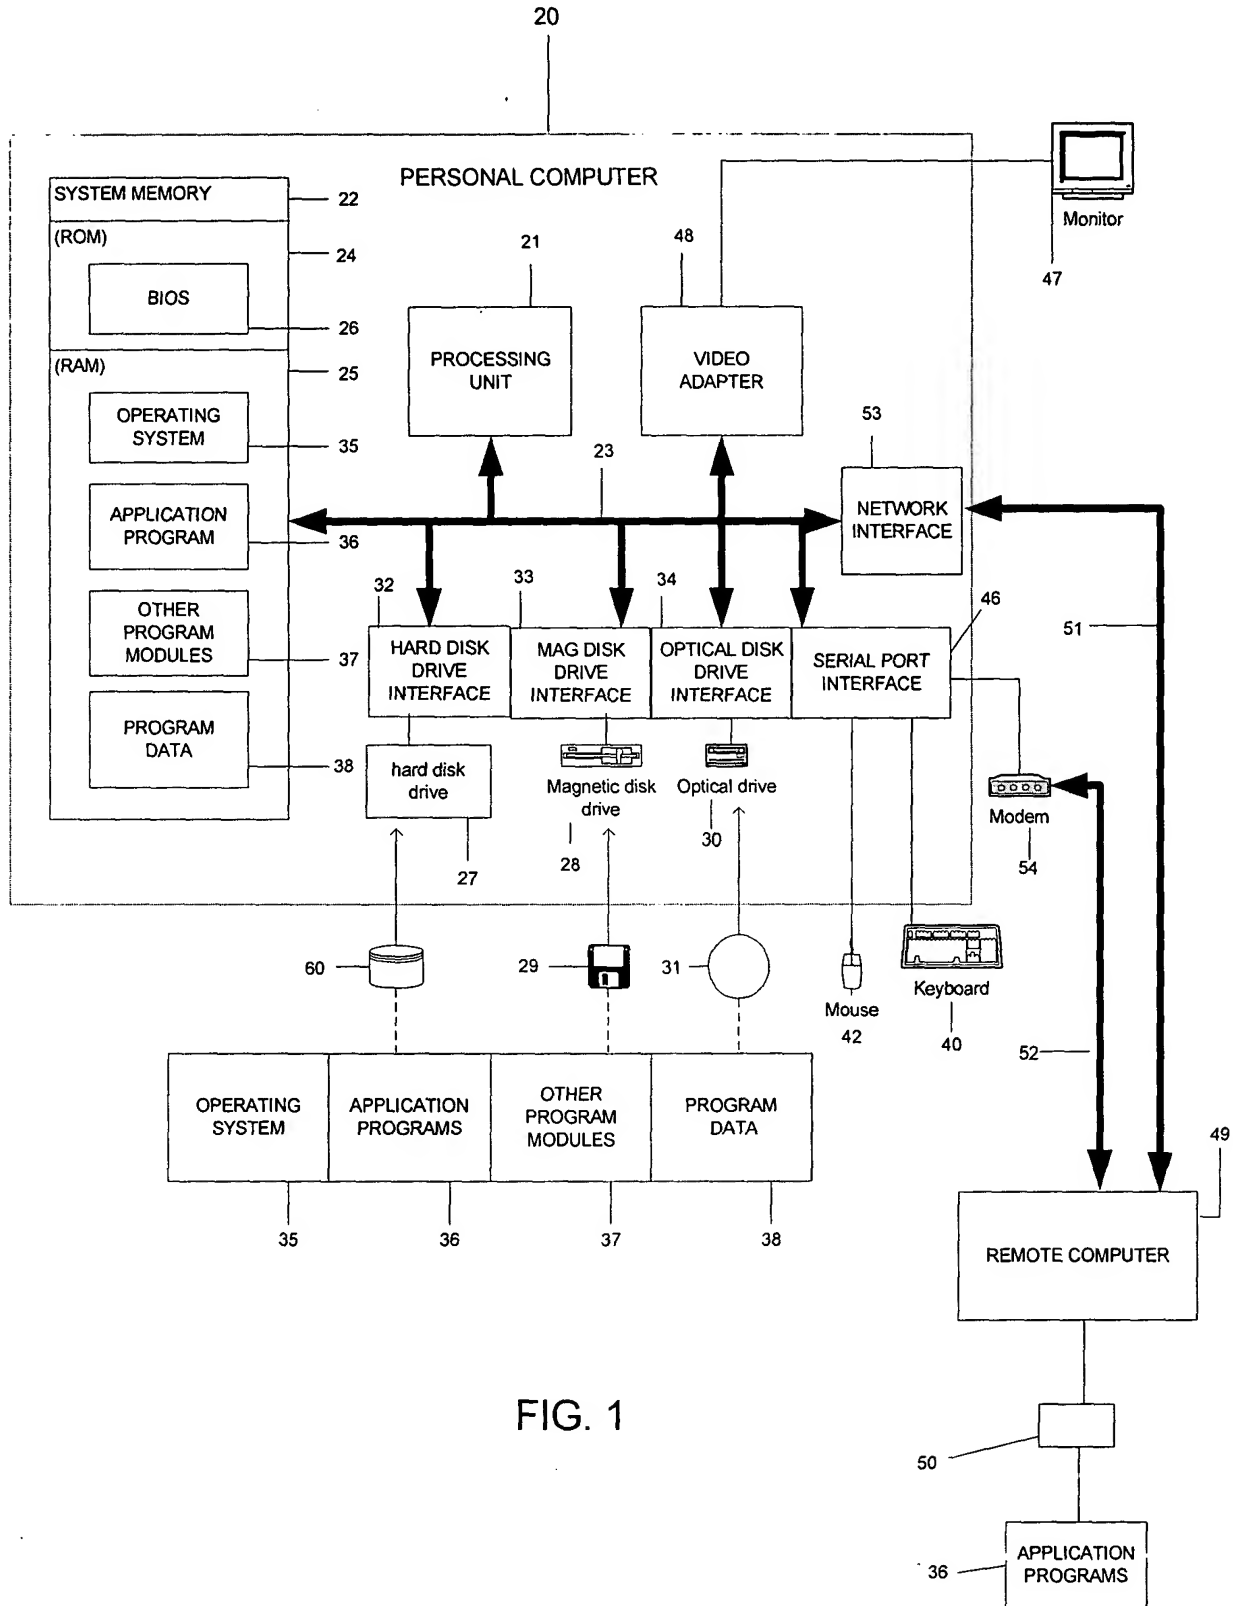 20
PERSONAL COMPUTER
SYSTEM MEMORY
22
(ROM)
24
BIOS
26
(RAM)
25
OPERATING
SYSTEM
35
APPLICATION
PROGRAM
36
OTHER
PROGRAM
MODULES
37
PROGRAM
DATA
38
21
PROCESSING
UNIT
48
VIDEO
ADAPTER
Monitor
47
23
53
NETWORK
INTERFACE
32
HARD DISK
DRIVE
INTERFACE
33
MAG DISK
DRIVE
INTERFACE
34
OPTICAL DISK
DRIVE
INTERFACE
46
SERIAL PORT
INTERFACE
51
hard disk
drive
27
Magnetic disk
drive
28
Optical drive
30
Modem
54
60
29
31
Mouse
42
Keyboard
40
52
OPERATING
SYSTEM
APPLICATION
PROGRAMS
OTHER
PROGRAM
MODULES
PROGRAM
DATA
35
36
37
38
49
REMOTE COMPUTER
FIG. 1
50
36
APPLICATION
PROGRAMS